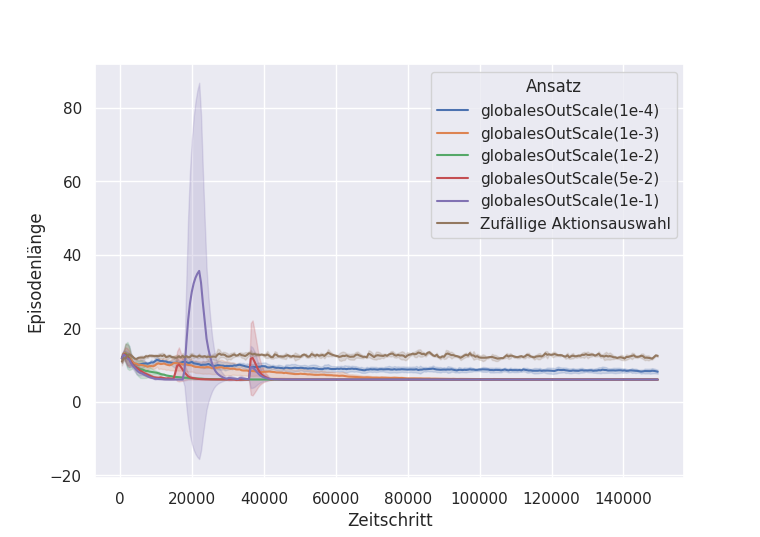 Ansatz
globalesOutScale(1e-4)
globalesOutScale(1e-3)
globalesOutScale(1e-2)
globalesOutScale(5e-2)
globalesOutScale(1e-1)
Zufällige Aktionsauswahl
Episodenlänge
80
60
40
20
0
−20
0
20000
40000
60000
80000
100000
120000
140000
Zeitschritt